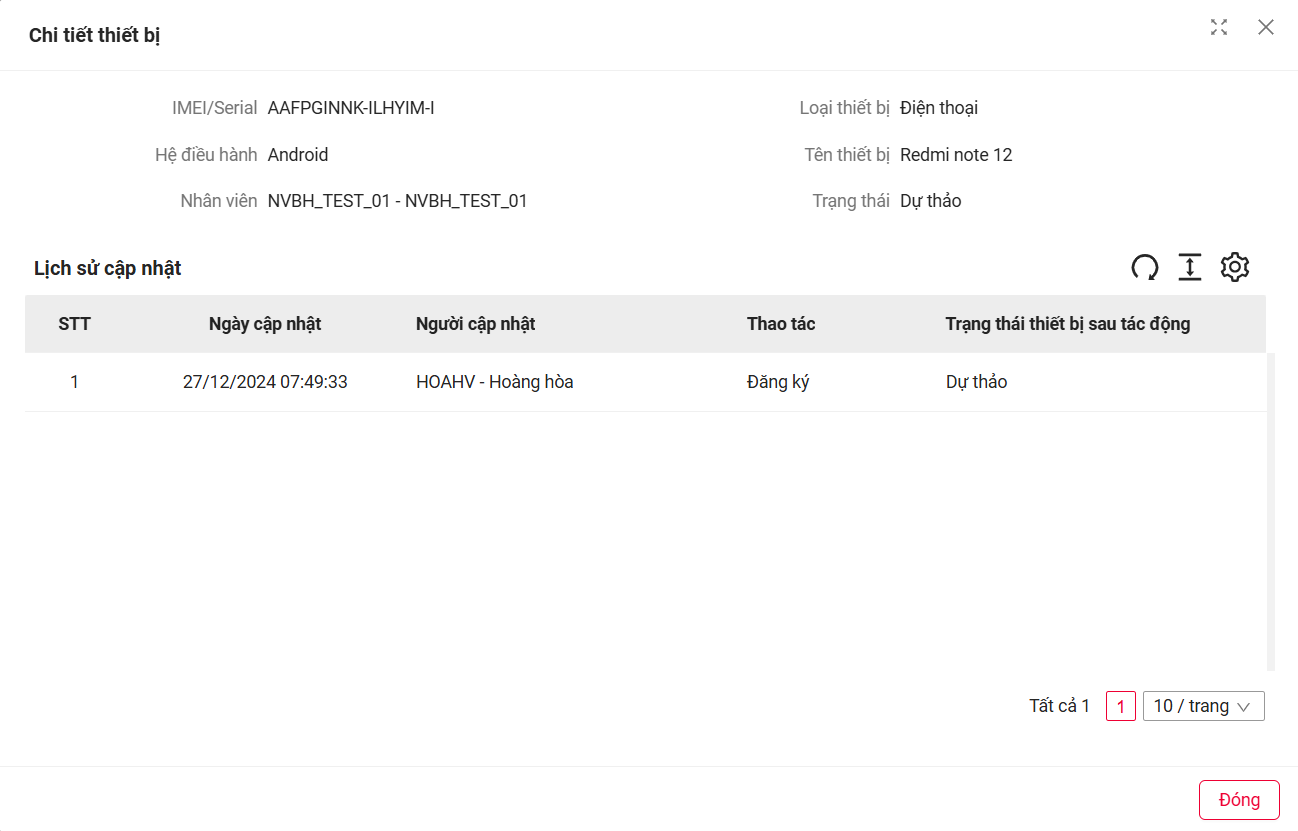 Chi tiết thiết bị
IMEI/Serial AAFPGINNK-ILHYIM-I Loại thiết bị Điện thoại
Hệ điều hành Android Tên thiết bị Redmi note 12
Nhân viên NVBH_TEST_01 - NVBH_TEST_01 Trạng thái Dự thảo
Lịch sử cập nhật
STT Ngày cập nhật Người cập nhật Thao tác Trạng thái thiết bị sau tác động
1 27/12/2024 07:49:33 HOAHV - Hoàng hòa Đăng ký Dự thảo
Tất cả 1 1 10 / trang
Đóng